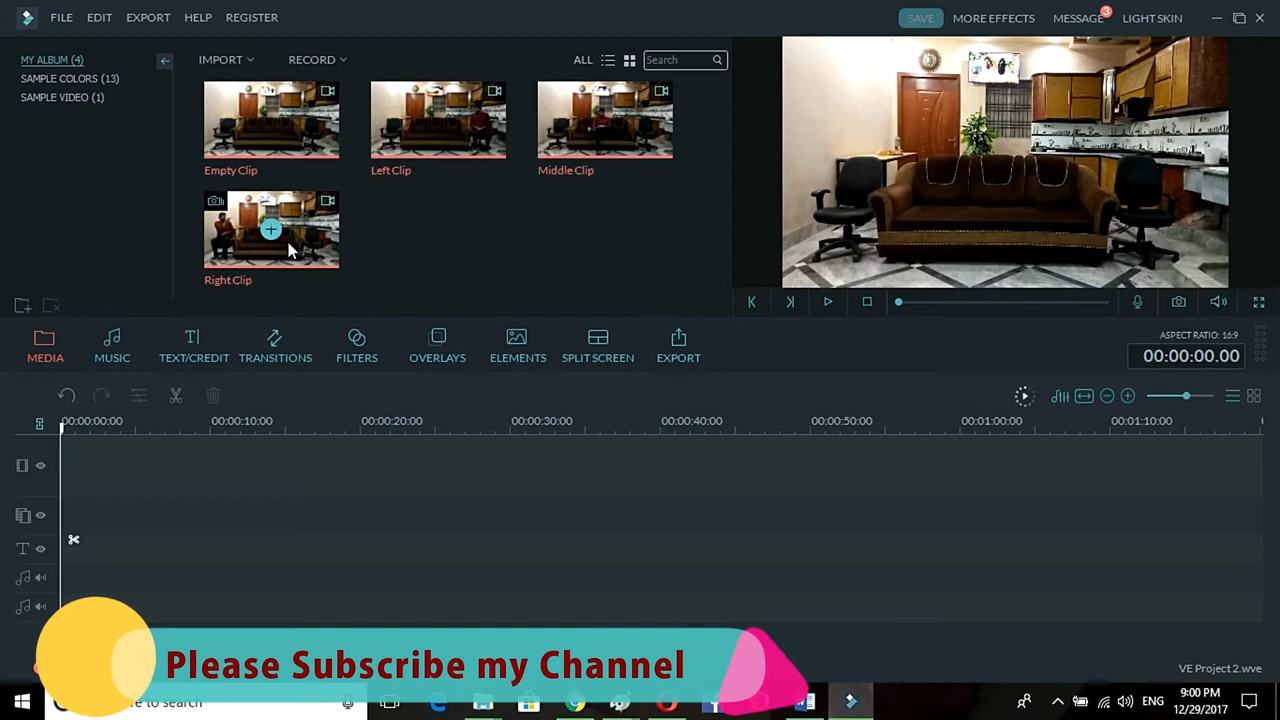 FILE EDIT EXPORT HELP REGISTER SAVE MORE EFFECTS MESSAGE 3 LIGHT SKIN
MY ALBUM (4)
SAMPLE COLORS (13)
SAMPLE VIDEO (1)
IMPORT RECORD ALL Search
Empty Clip Left Clip Middle Clip
Right Clip
MEDIA MUSIC TEXT/CREDIT TRANSITIONS FILTERS OVERLAYS ELEMENTS SPLIT SCREEN EXPORT
ASPECT RATIO: 16:9
00:00:00.00
00:00:00:00 00:00:10:00 00:00:20:00 00:00:30:00 00:00:40:00 00:00:50:00 00:01:00:00 00:01:10:00
Please Subscribe my Channel
VE Project 2.wve
to search
ENG
9:00 PM
12/29/2017